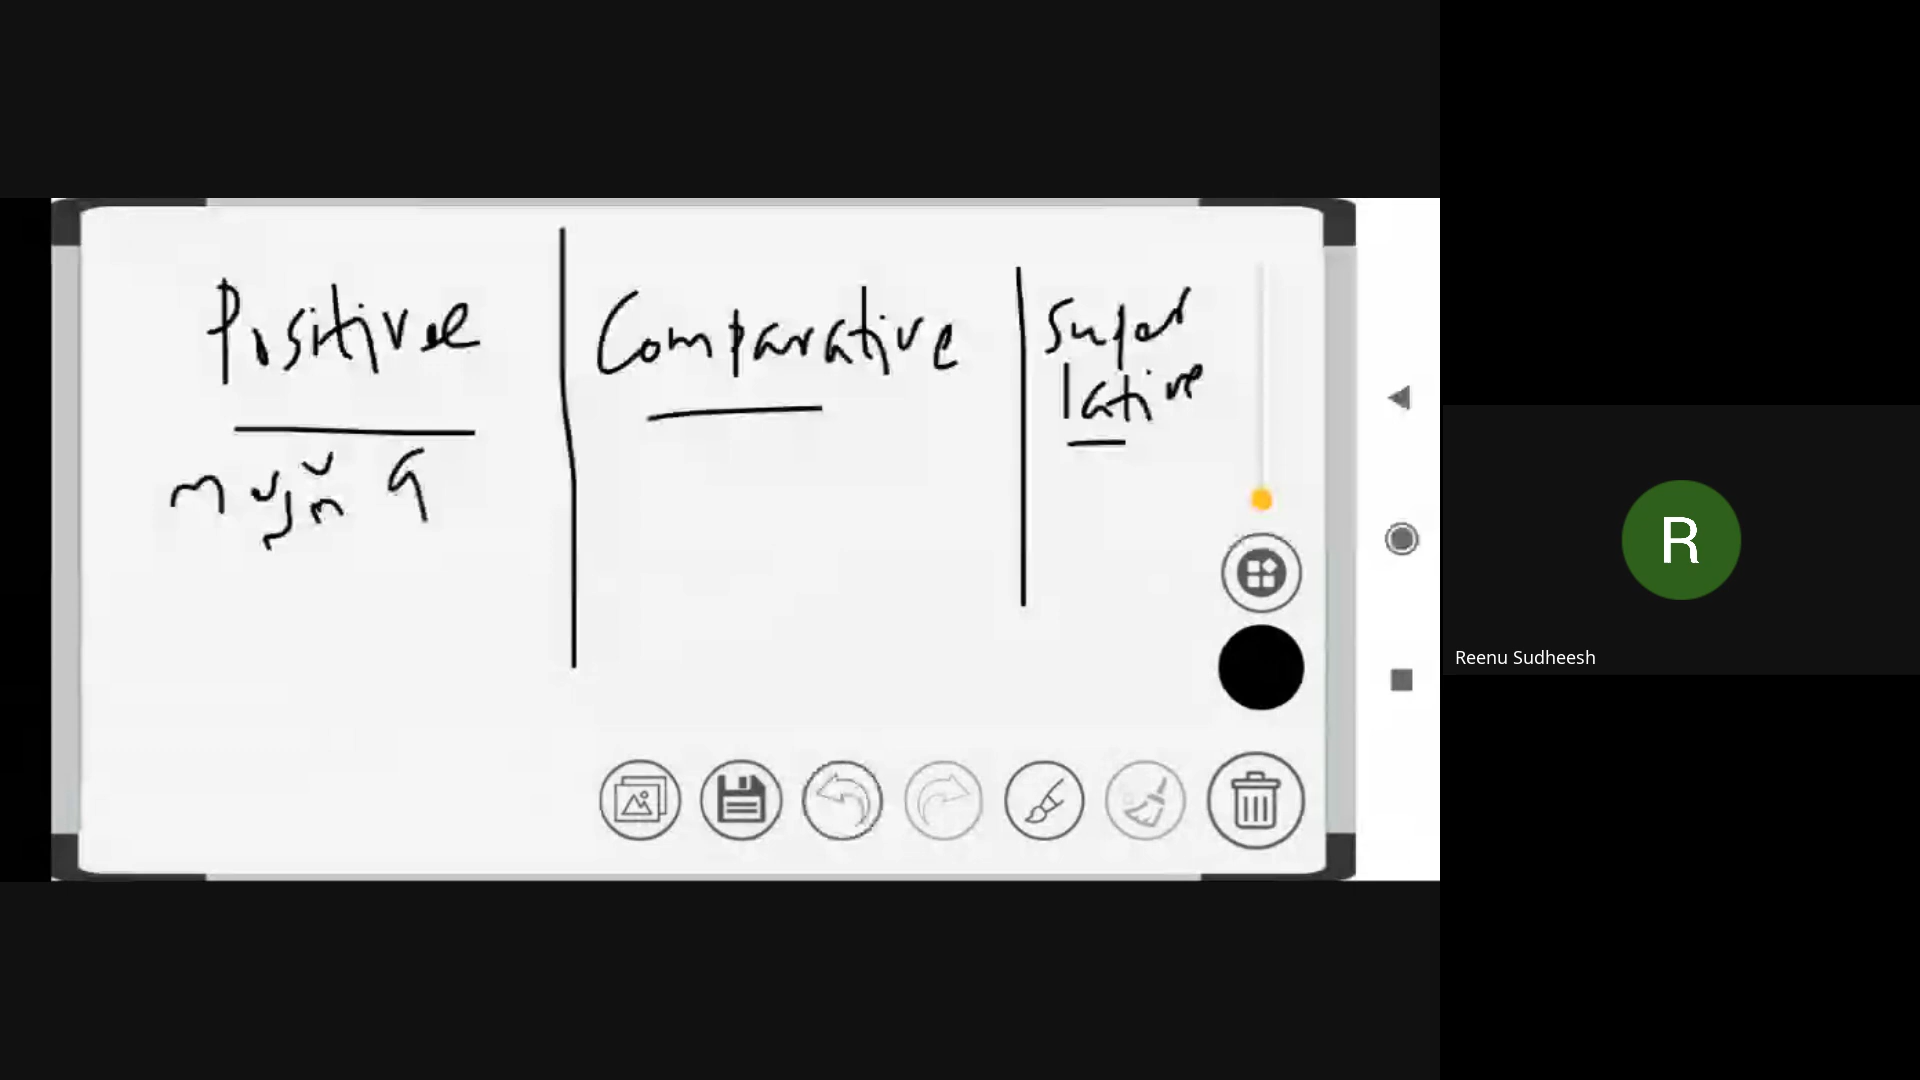 Positive
Comparative
Super
lative
R
Reenu Sudheesh